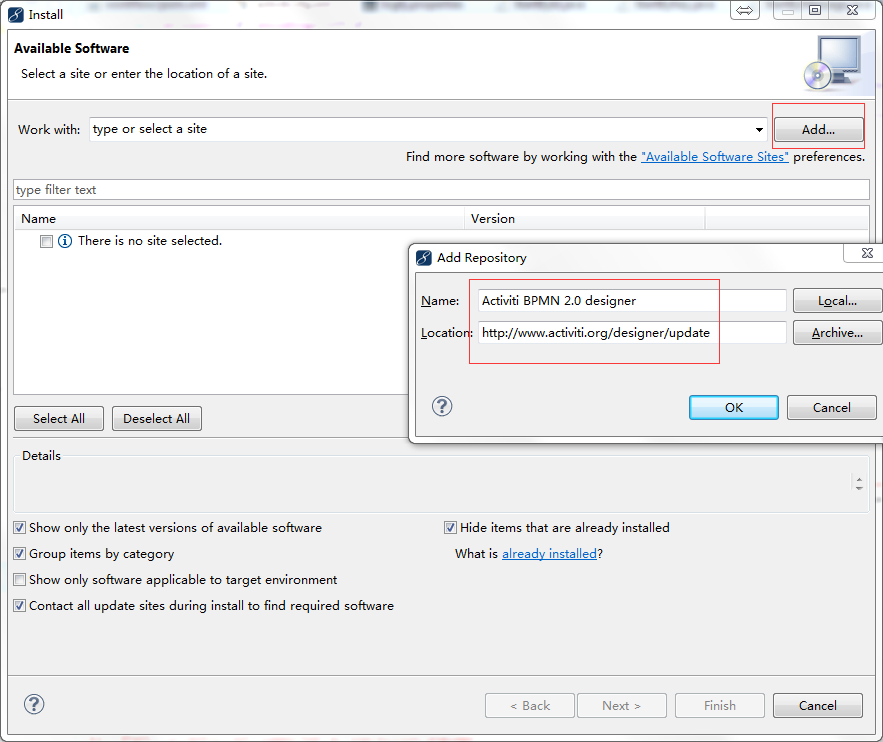 Install
Available Software
Select a site or enter the location of a site.
Work with: type or select a site Add...
Find more software by working with the "Available Software Sites" preferences.
type filter text
Name Version
There is no site selected.
Add Repository
Name: Activiti BPMN 2.0 designer Local...
Location: http://www.activiti.org/designer/update Archive...
? OK Cancel
Select All Deselect All
Details
Show only the latest versions of available software Hide items that are already installed
Group items by category What is already installed?
Show only software applicable to target environment
Contact all update sites during install to find required software
? < Back Next > Finish Cancel